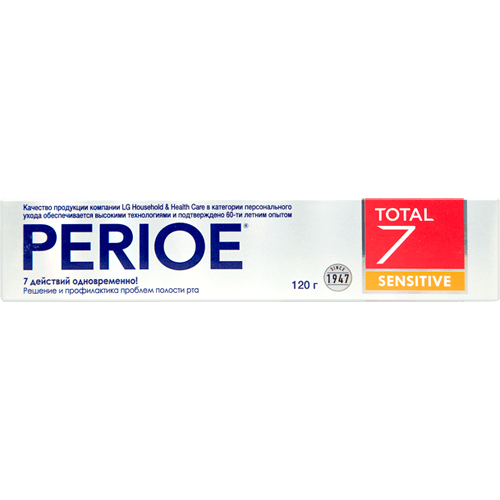 Качество продукции компании LG Household & Health Care в категории персонального
ухода обеспечивается высокими технологиями и подтверждено 60-ти летним опытом
PERIOE®
7 действий одновременно!
Решение и профилактика проблем полости рта
120 г
SINCE
1947
TOTAL
7
SENSITIVE